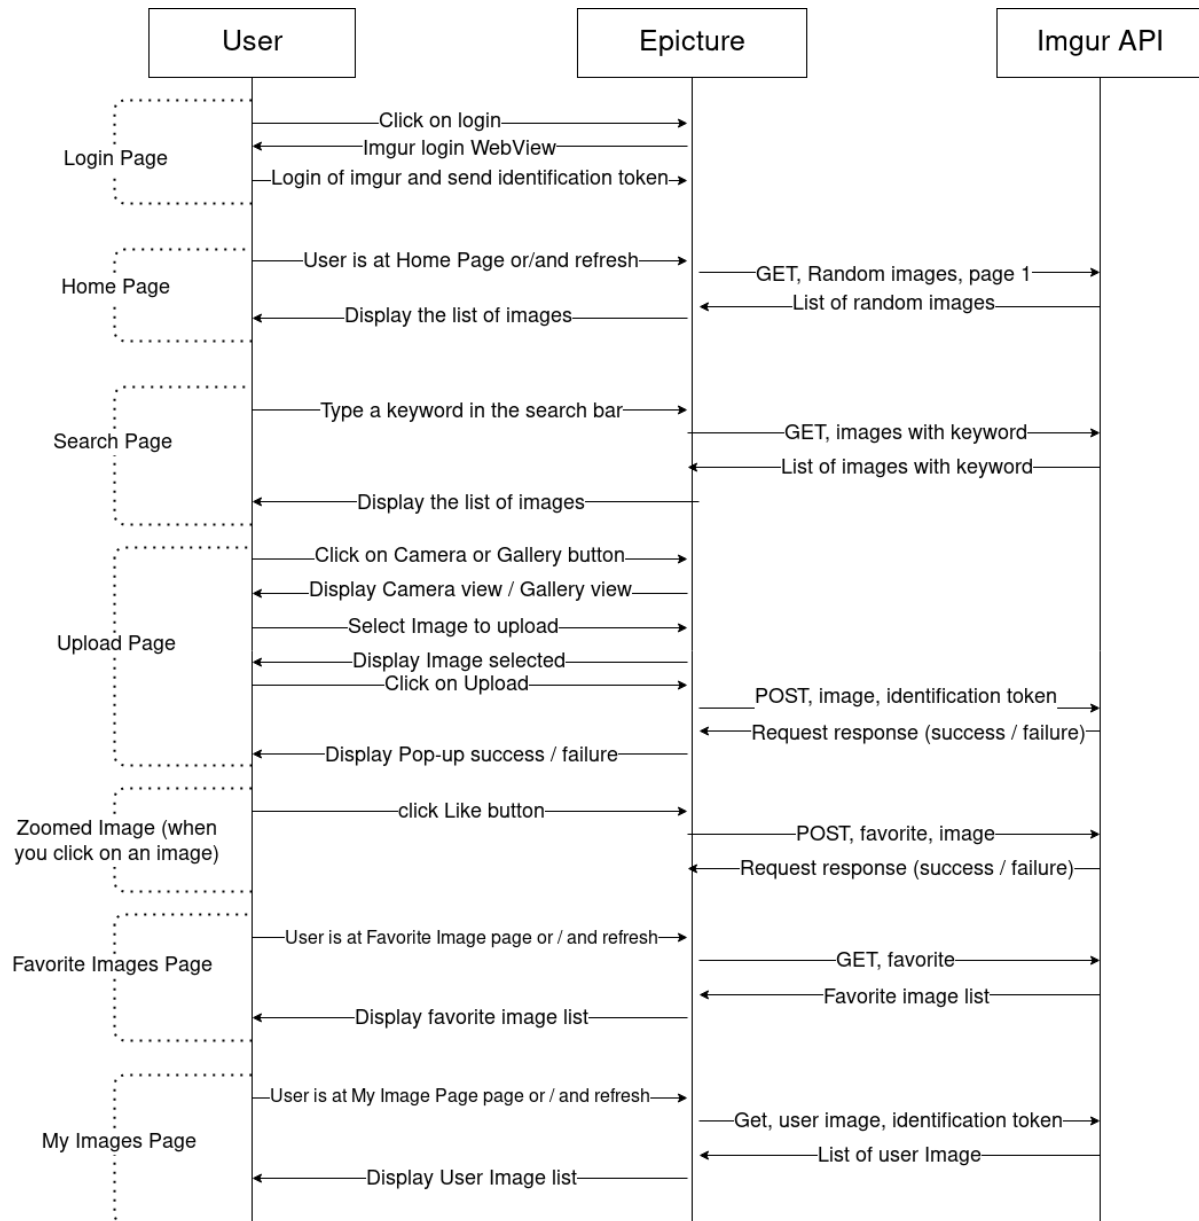 User
Epicture
Imgur API
Login Page
Click on login
Imgur login WebView
Login of imgur and send identification token
Home Page
User is at Home Page or/and refresh
GET, Random images, page 1
List of random images
Display the list of images
Search Page
Type a keyword in the search bar
GET, images with keyword
List of images with keyword
Display the list of images
Upload Page
Click on Camera or Gallery button
Display Camera view / Gallery view
Select Image to upload
Display Image selected
Click on Upload
POST, image, identification token
Request response (success / failure)
Display Pop-up success / failure
Zoomed Image (when
you click on an image)
click Like button
POST, favorite, image
Request response (success / failure)
Favorite Images Page
User is at Favorite Image page or / and refresh
GET, favorite
Favorite image list
Display favorite image list
My Images Page
User is at My Image Page page or / and refresh
Get, user image, identification token
List of user Image
Display User Image list